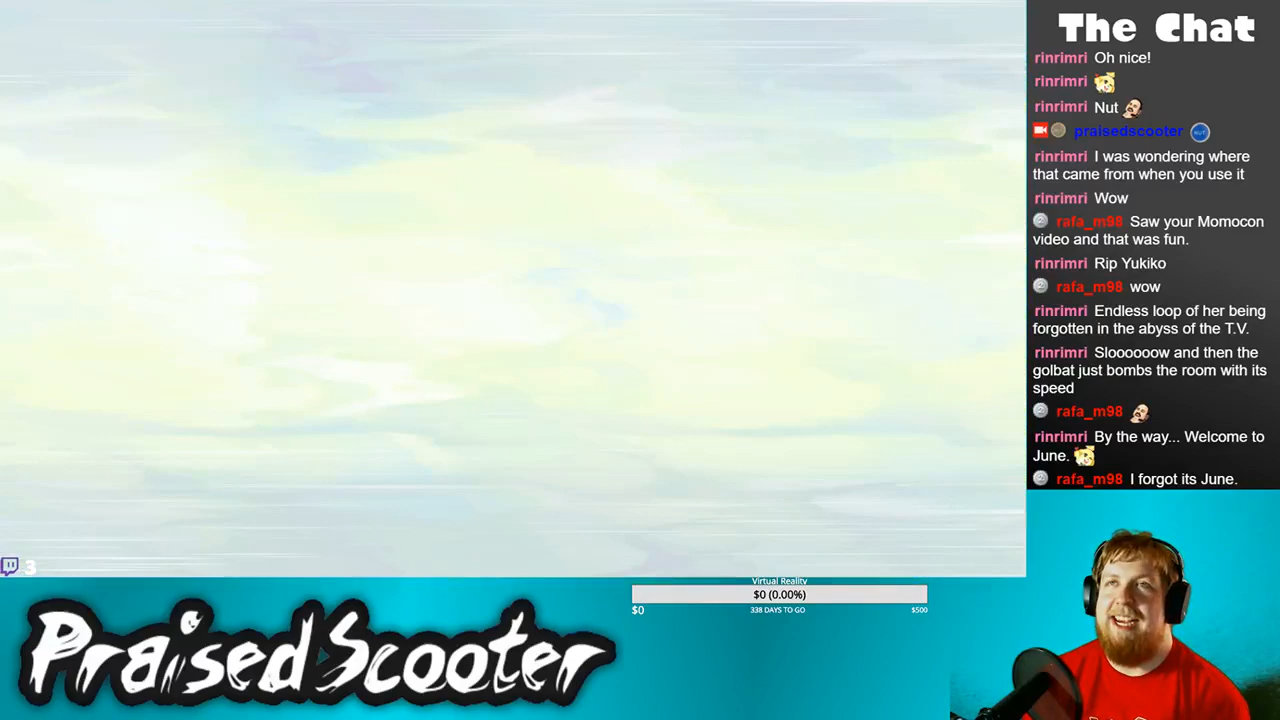 The Chat
rinrimri Oh nice!
rinrimri
rinrimri Nut
praisedscooter
rinrimri I was wondering where
that came from when you use it
rinrimri Wow
rafa_m98 Saw your Momocon
video and that was fun.
rinrimri Rip Yukiko
rafa_m98 wow
rinrimri Endless loop of her being
forgotten in the abyss of the T.V.
rinrimri Sloooooow and then the
golbat just bombs the room with its
speed
rafa_m98
rinrimri By the way... Welcome to
June.
rafa_m98 I forgot its June.
3
Virtual Reality
$0 (0.00%)
$0 338 DAYS TO GO $500
PraisedScooter